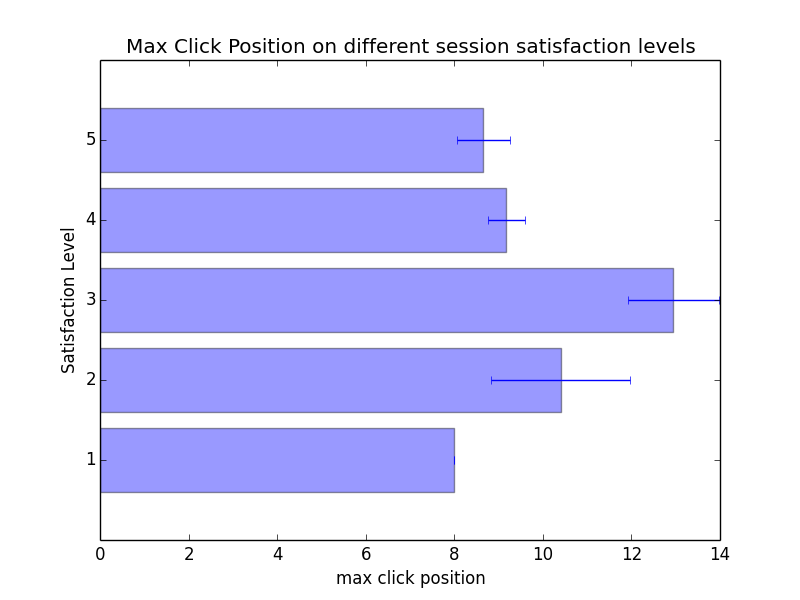 Max Click Position on different session satisfaction levels
Satisfaction Level
5
4
3
2
1
0 2 4 6 8 10 12 14
max click position